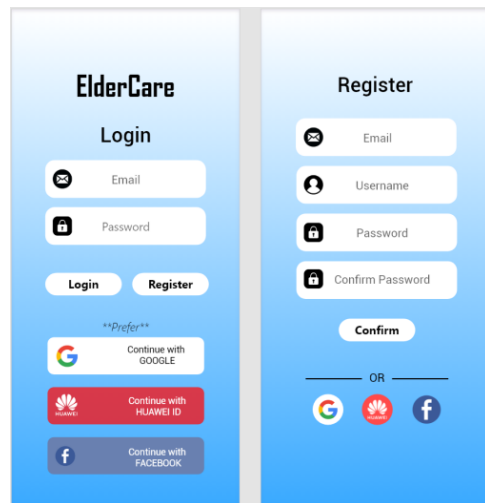 ElderCare
Login
Email
Password
Login
Register
**Prefer**
Continue with
GOOGLE
HUAWEI
Continue with
HUAWEI ID
Continue with
FACEBOOK
Register
Email
Username
Password
Confirm Password
Confirm
OR
HUAWEI